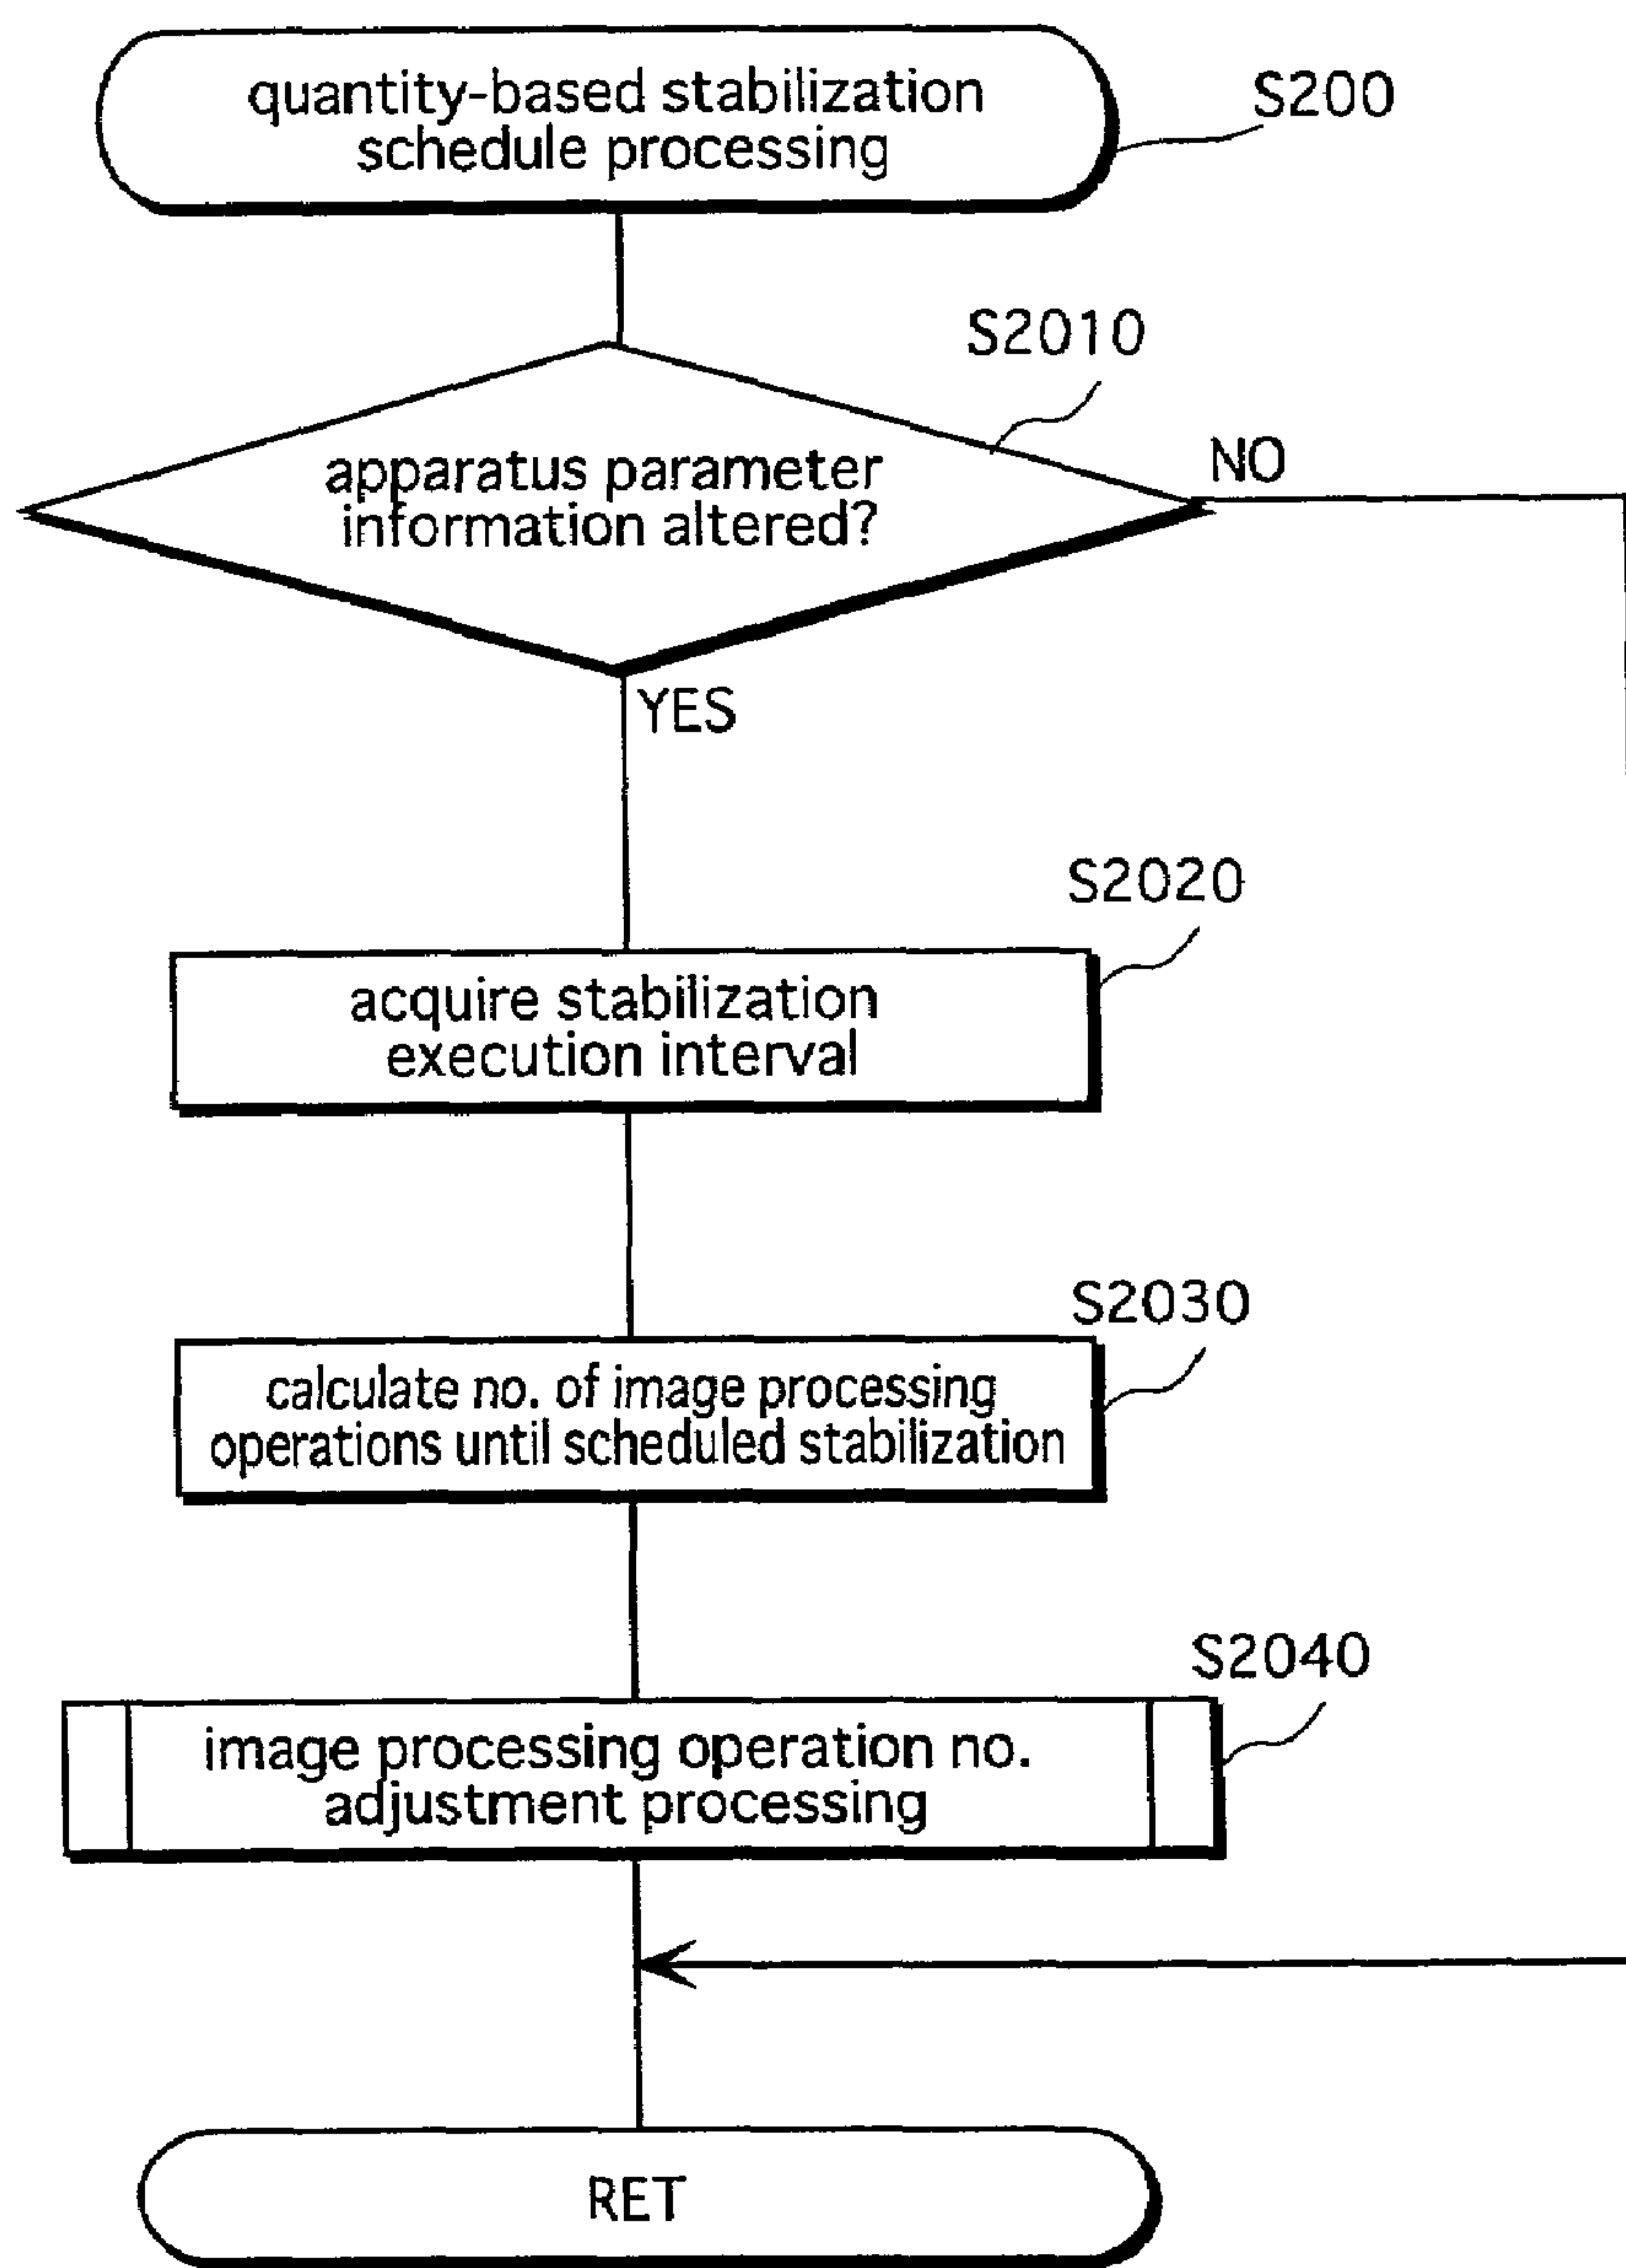 quantity-based stabilization
schedule processing
S200
S2010
apparatus parameter
information altered?
NO
YES
S2020
acquire stabilization
execution interval
S2030
calculate no. of image processing
operations until scheduled stabilization
S2040
image processing operation no.
adjustment processing
RET